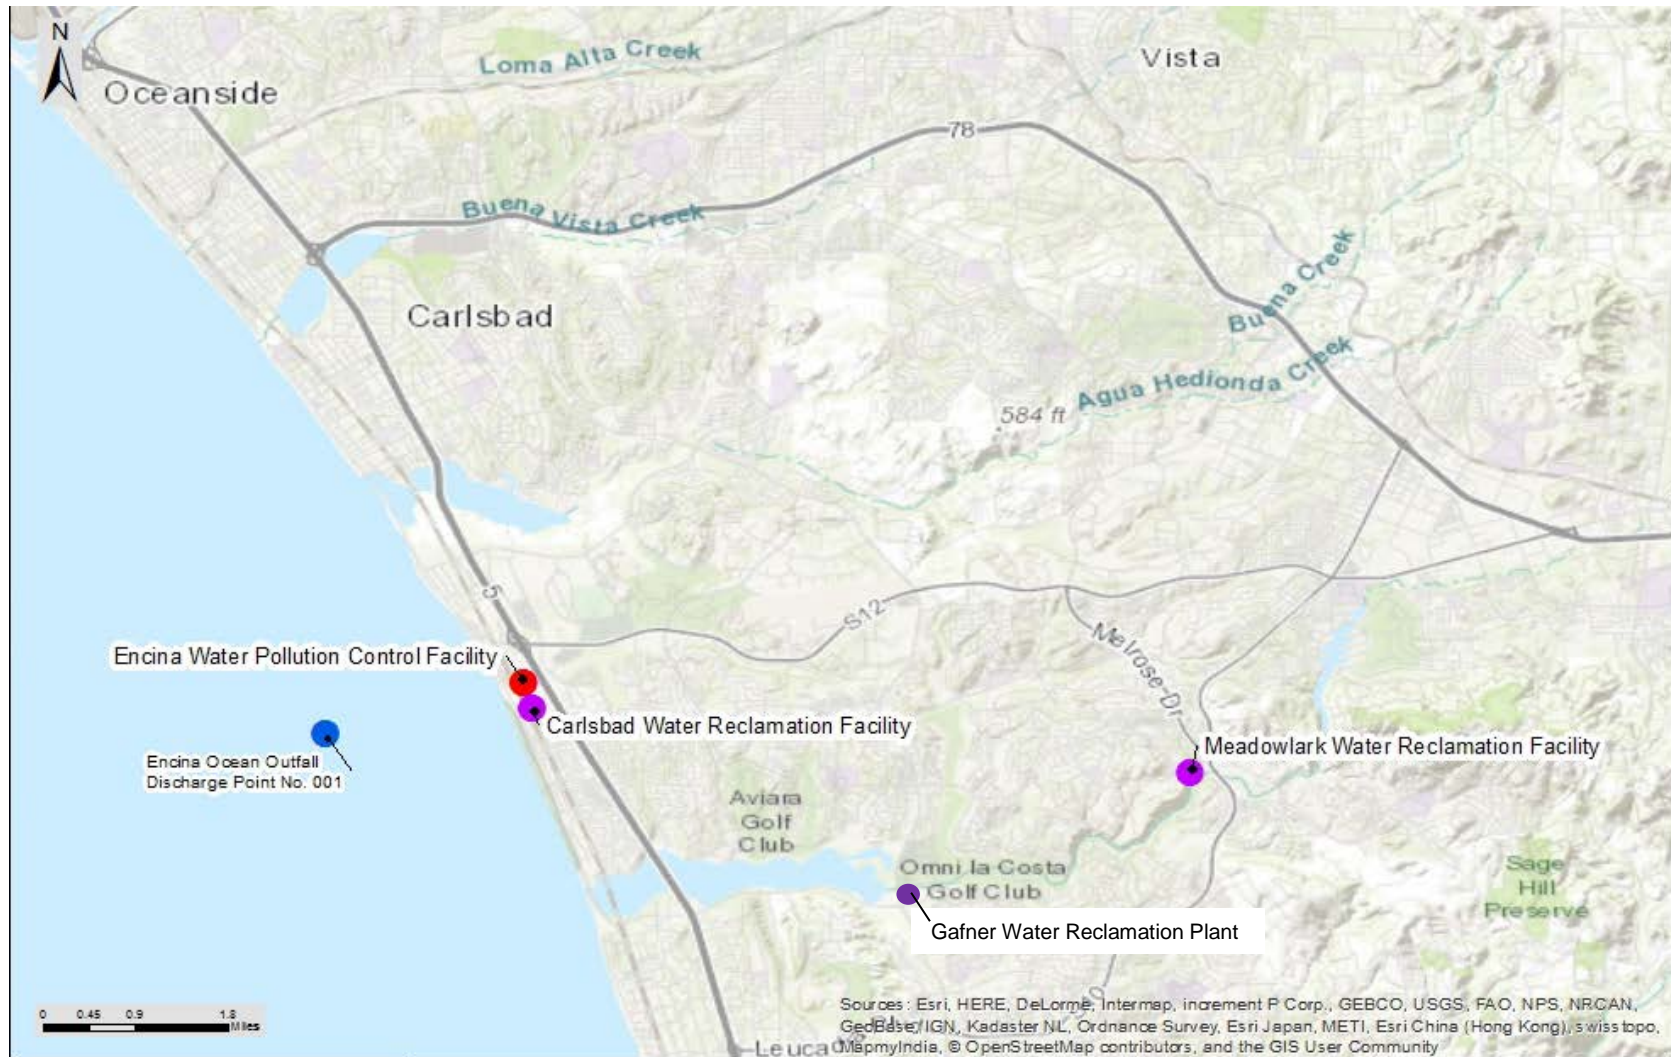 N
Oceanside
Loma Alta Creek
Vista
78
Buena Vista Creek
Buena Creek
Carlsbad
Agua Hedionda Creek
584 ft
5
S12
Melrose Dr
Encina Water Pollution Control Facility
Carlsbad Water Reclamation Facility
Meadowlark Water Reclamation Facility
Encina Ocean Outfall
Discharge Point No. 001
Aviara
Golf
Club
Omni la Costa
Golf Club
Sage
Hill
Preserve
Gafner Water Reclamation Plant
0 0.45 0.9 1.8
Miles
Sources: Esri, HERE, DeLorme, Intermap, increment P Corp., GEBCO, USGS, FAO, NPS, NRCAN,
GeoBase, IGN, Kadaster NL, Ordnance Survey, Esri Japan, METI, Esri China (Hong Kong), swisstopo,
MapmyIndia, © OpenStreetMap contributors, and the GIS User Community